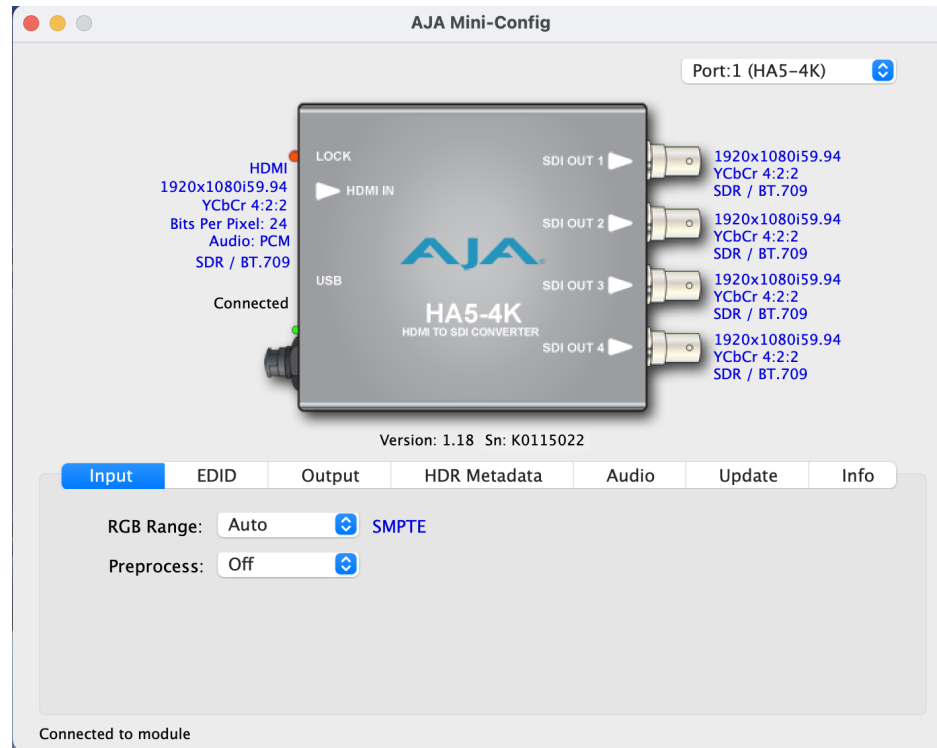 AJA Mini-Config
Port:1 (HA5-4K)
HDMI
1920x1080i59.94
YCbCr 4:2:2
Bits Per Pixel: 24
Audio: PCM
SDR / BT.709
Connected
LOCK
HDMI IN
USB
AJA
HA5-4K
HDMI TO SDI CONVERTER
SDI OUT 1
SDI OUT 2
SDI OUT 3
SDI OUT 4
1920x1080i59.94
YCbCr 4:2:2
SDR / BT.709
1920x1080i59.94
YCbCr 4:2:2
SDR / BT.709
1920x1080i59.94
YCbCr 4:2:2
SDR / BT.709
1920x1080i59.94
YCbCr 4:2:2
SDR / BT.709
Version: 1.18 Sn: K0115022
Input EDID Output HDR Metadata Audio Update Info
RGB Range: Auto SMPTE
Preprocess: Off
Connected to module